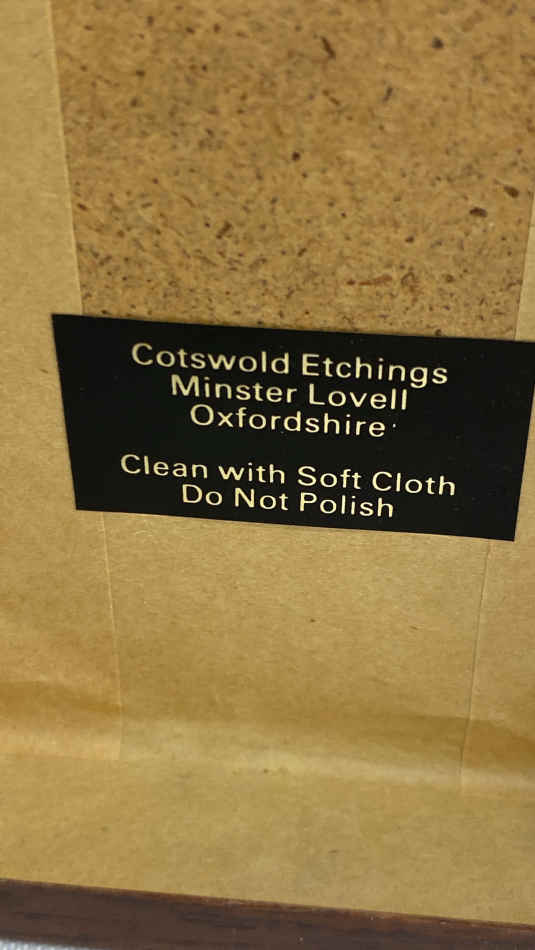 Cotswold Etchings
Minster Lovell
Oxfordshire
Clean with Soft Cloth
Do Not Polish